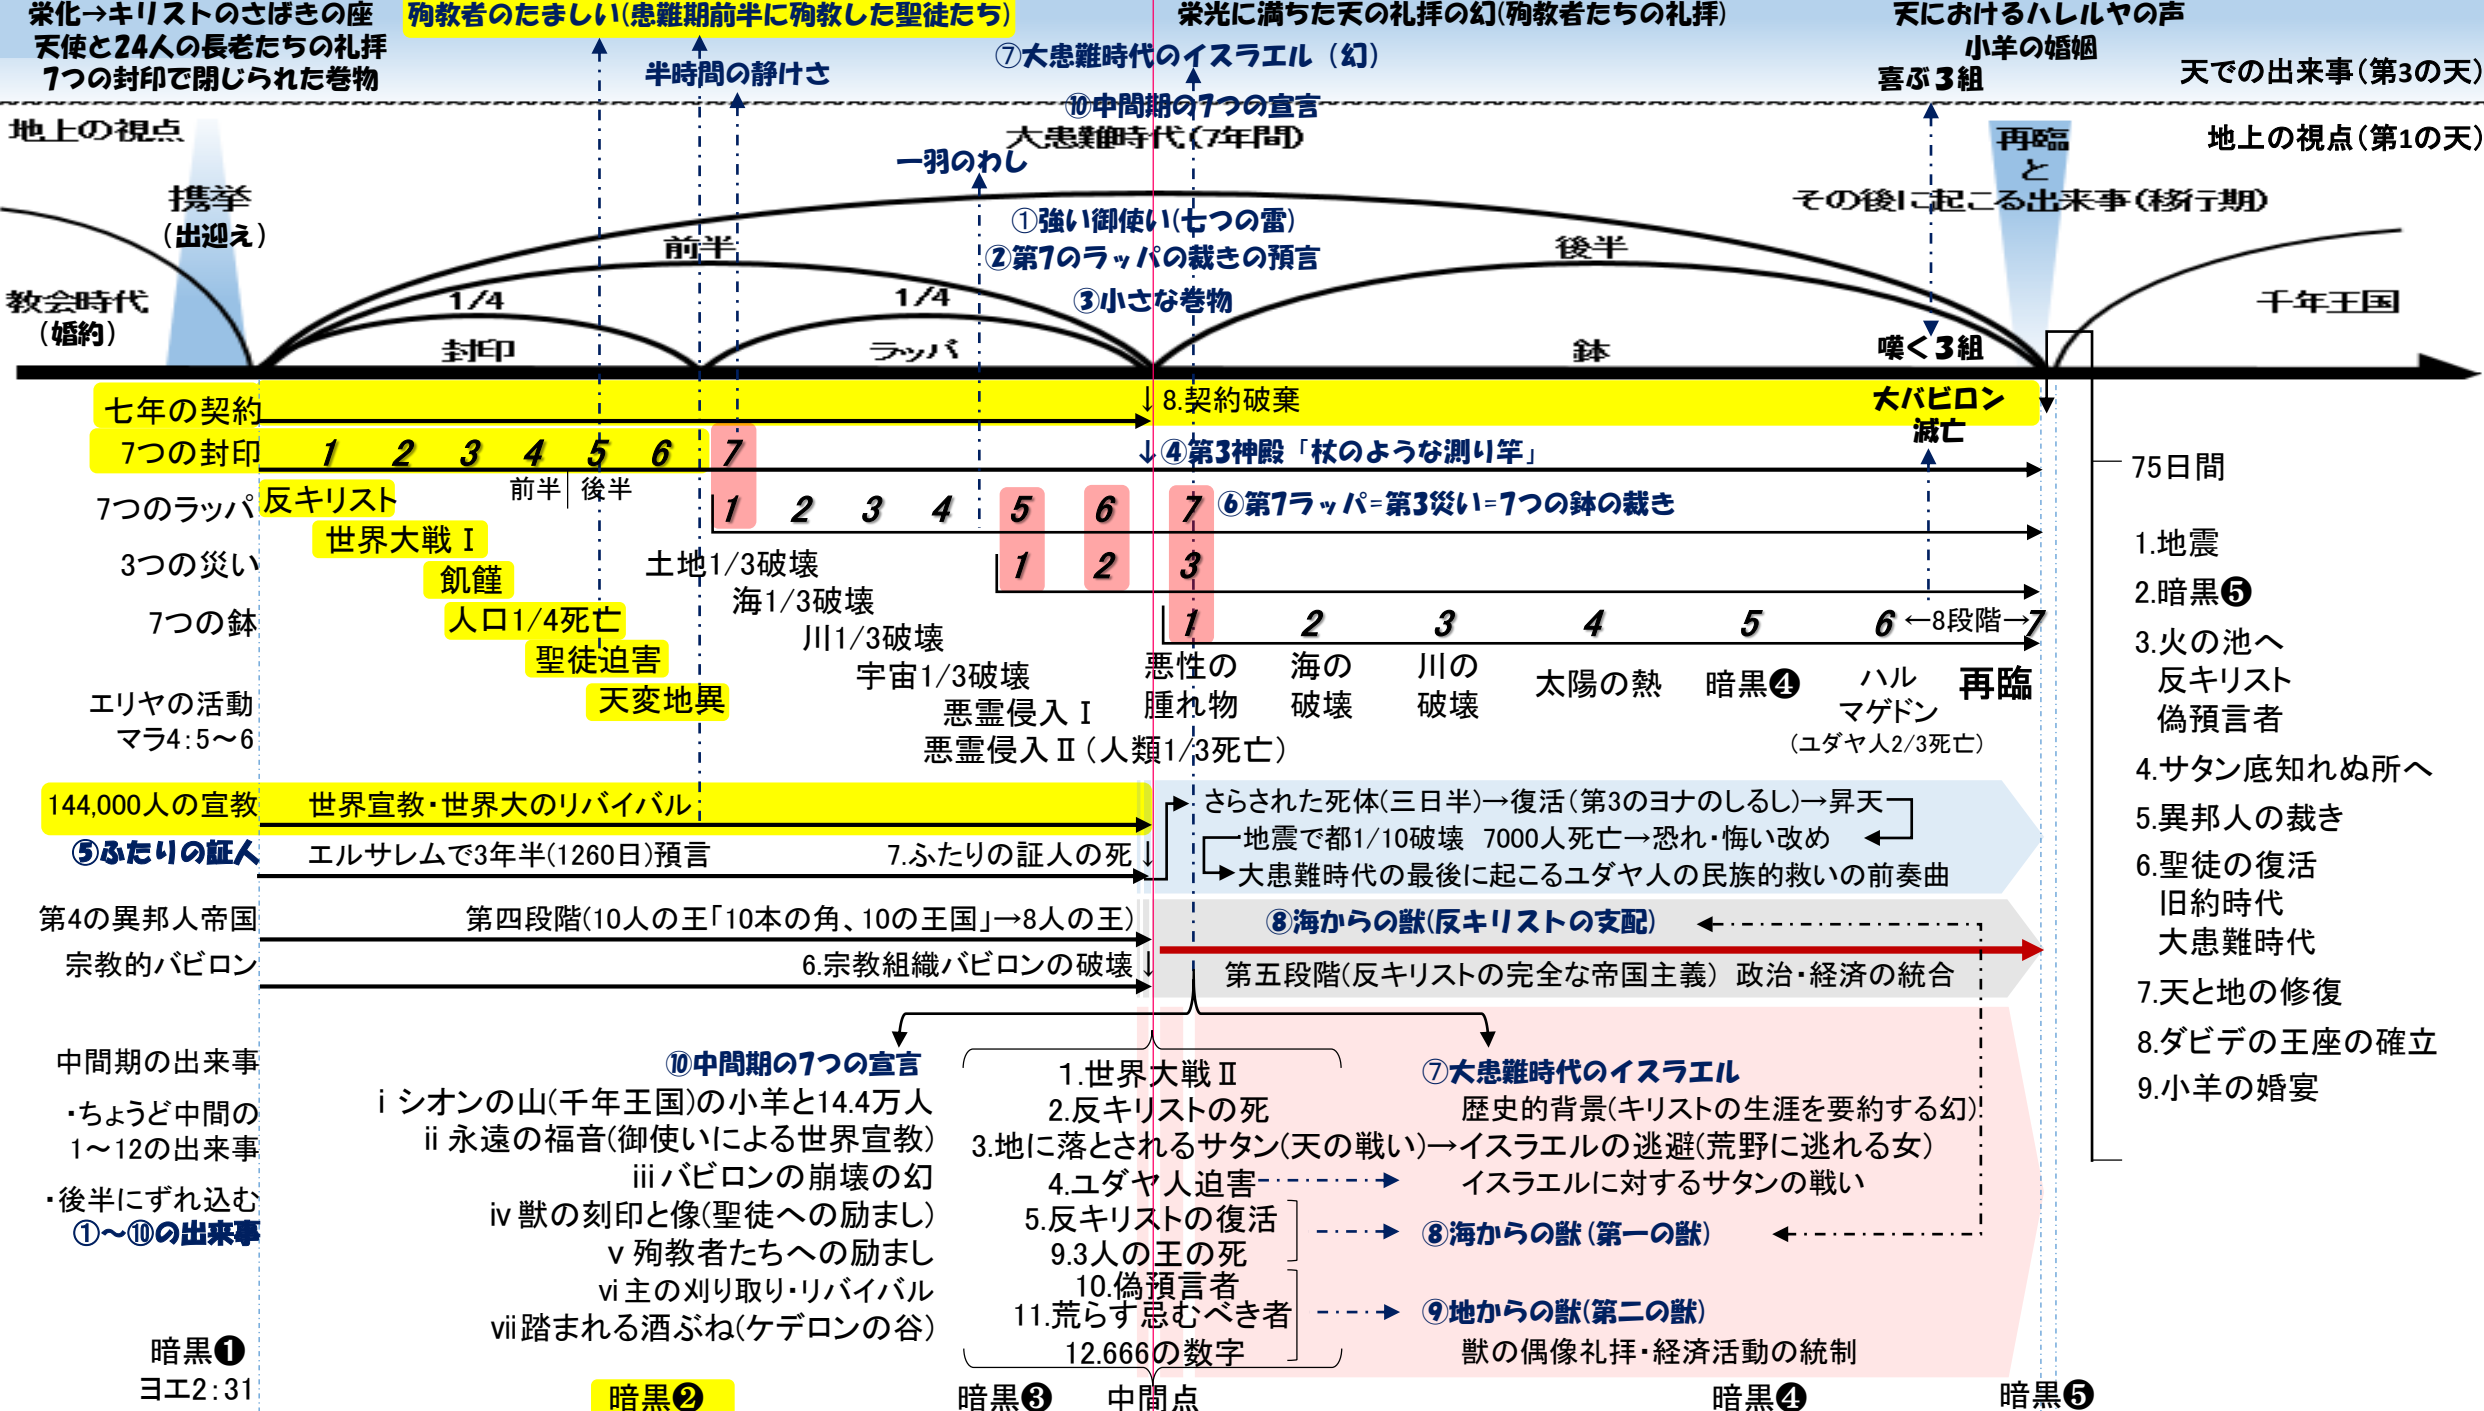 栄化→キリストのさばきの座
天使と24人の長老たちの礼拝
7つの封印で閉じられた巻物
殉教者のたましい(患難期前半に殉教した聖徒たち)
半時間の静けさ
栄光に満ちた天の礼拝の幻(殉教者たちの礼拝)
⑦大患難時代のイスラエル（幻）
⑩中間期の7つの宣言
天におけるハレルヤの声
小羊の婚姻
喜ぶ3組
天での出来事(第3の天)
地上の視点
大患難時代(7年間)
地上の視点(第1の天)
携挙
(出迎え)
一羽のわし
再臨
と
その後に起こる出来事(移行期)
①強い御使い(七つの雷)
②第7のラッパの裁きの預言
③小さな巻物
前半
後半
教会時代
(婚約)
1/4
1/4
千年王国
封印
ラッパ
鉢
嘆く3組
七年の契約
↓8.契約破棄
大バビロン
滅亡
7つの封印
1 2 3 4 5 6 7
↓④第3神殿「杖のような測り竿」
前半│後半
75日間
7つのラッパ
反キリスト
1 2 3 4 5 6 7
⑥第7ラッパ=第3災い=7つの鉢の裁き
世界大戦Ⅰ
3つの災い
飢饉
土地1/3破壊
1 2 3
海1/3破壊
7つの鉢
人口1/4死亡
川1/3破壊
1 2 3 4 5 6 ←8段階→7
聖徒迫害
宇宙1/3破壊
天変地異
悪霊侵入Ⅰ
悪霊侵入Ⅱ(人類1/3死亡)
悪性の
腫れ物
海の
破壊
川の
破壊
太陽の熱
暗黒❹
ハル
マゲドン
(ユダヤ人2/3死亡)
再臨
エリヤの活動
マラ4:5～6
1.地震
2.暗黒❺
3.火の池へ
反キリスト
偽預言者
4.サタン底知れぬ所へ
5.異邦人の裁き
6.聖徒の復活
旧約時代
大患難時代
7.天と地の修復
8.ダビデの王座の確立
9.小羊の婚宴
144,000人の宣教
世界宣教・世界大のリバイバル
さらされた死体(三日半)→復活(第3のヨナのしるし)→昇天
地震で都1/10破壊 7000人死亡→恐れ・悔い改め
大患難時代の最後に起こるユダヤ人の民族的救いの前奏曲
⑤ふたりの証人
エルサレムで3年半(1260日)預言
7.ふたりの証人の死↓
第4の異邦人帝国
第四段階(10人の王「10本の角、10の王国」→8人の王)
⑧海からの獣(反キリストの支配)
宗教的バビロン
6.宗教組織バビロンの破壊↓
第五段階(反キリストの完全な帝国主義) 政治・経済の統合
中間期の出来事
・ちょうど中間の
1～12の出来事
・後半にずれ込む
①～⑩の出来事
⑩中間期の7つの宣言
ⅰシオンの山(千年王国)の小羊と14.4万人
ⅱ永遠の福音(御使いによる世界宣教)
ⅲバビロンの崩壊の幻
ⅳ獣の刻印と像(聖徒への励まし)
ⅴ殉教者たちへの励まし
ⅵ主の刈り取り・リバイバル
ⅶ踏まれる酒ぶね(ケデロンの谷)
1.世界大戦Ⅱ
2.反キリストの死
3.地に落とされるサタン(天の戦い)→イスラエルの逃避(荒野に逃れる女)
4.ユダヤ人迫害
5.反キリストの復活
9.3人の王の死
10.偽預言者
11.荒らす忌むべき者
12.666の数字
⑦大患難時代のイスラエル
歴史的背景(キリストの生涯を要約する幻)
イスラエルに対するサタンの戦い
⑧海からの獣(第一の獣)
⑨地からの獣(第二の獣)
獣の偶像礼拝・経済活動の統制
暗黒❶
ヨエ2:31
暗黒❷
暗黒❸
中間点
暗黒❹
暗黒❺